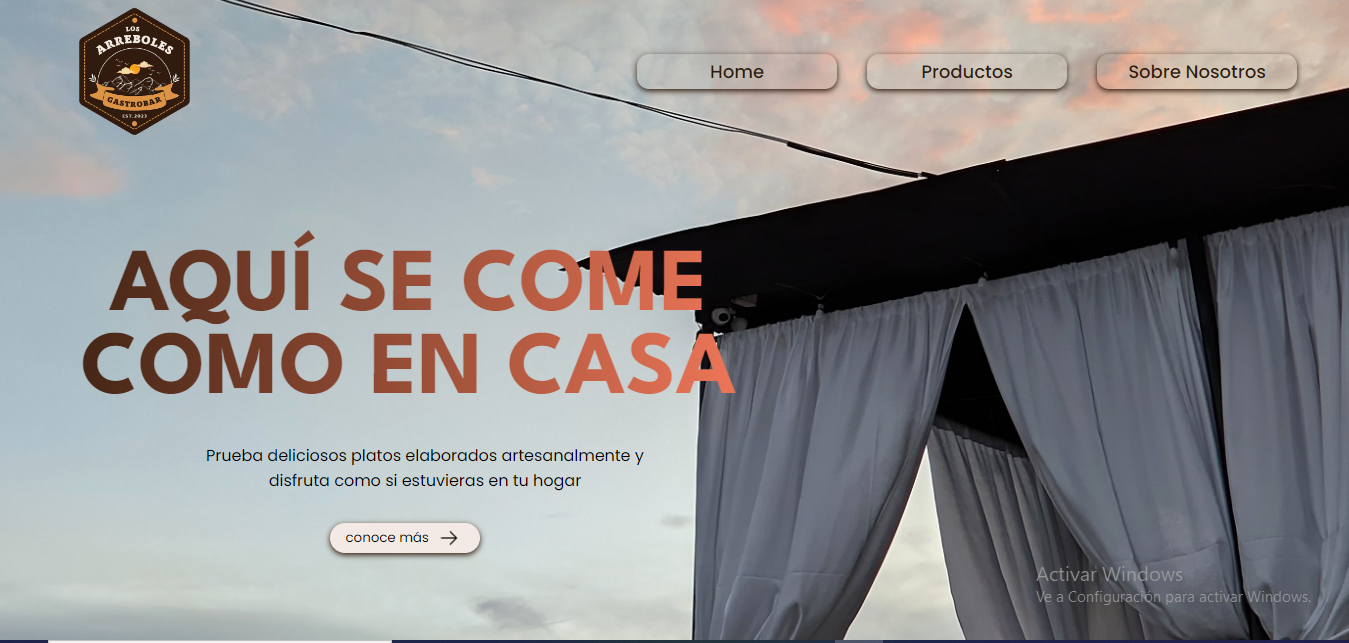 LOS
ARREBOLES
GASTROBAR
EST.2023
Home
Productos
Sobre Nosotros
AQUÍ SE COME
COMO EN CASA
Prueba deliciosos platos elaborados artesanalmente y
disfruta como si estuvieras en tu hogar
conoce más
Activar Windows
Ve a Configuración para activar Windows.